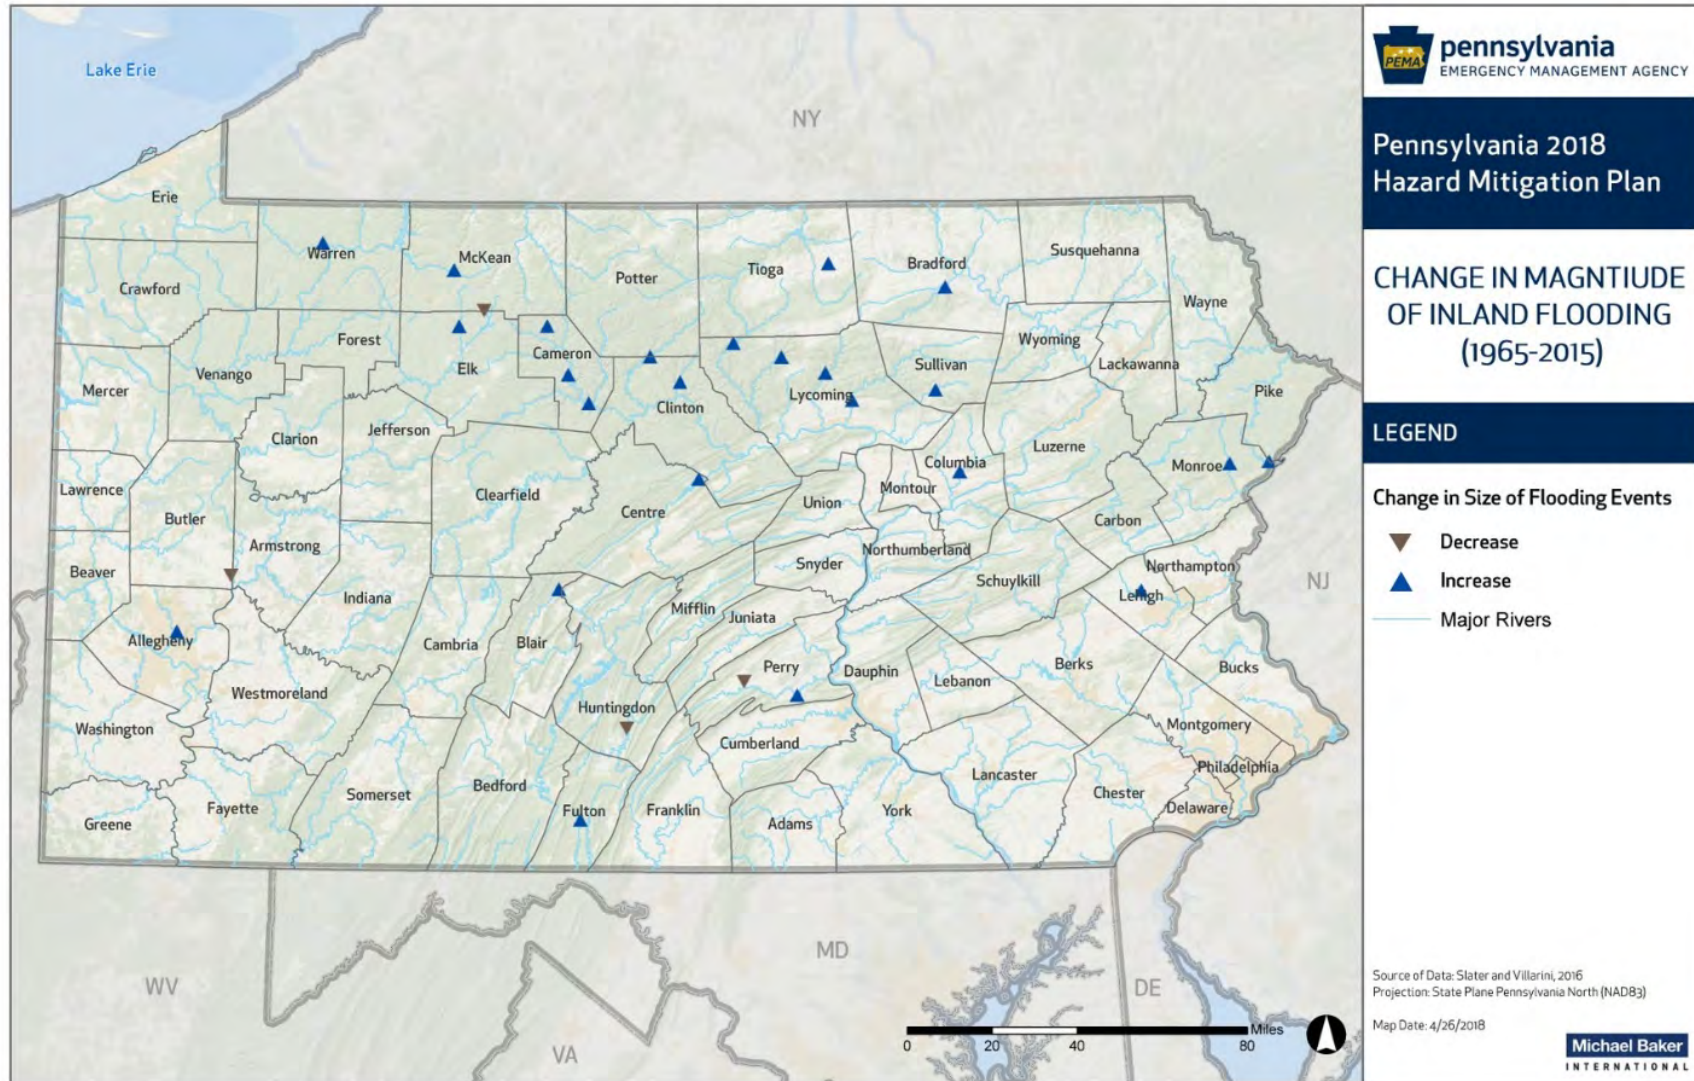 Lake Erie
NY
Erie
Warren
McKean
Potter
Tioga
Bradford
Susquehanna
Crawford
Wayne
Forest
Wyoming
Venango
Cameron
Sullivan
Lackawanna
Elk
Mercer
Lycoming
Pike
Clinton
Jefferson
Clarion
Luzerne
Columbia
Monroe
Lawrence
Clearfield
Montour
Centre
Union
Butler
Carbon
Armstrong
Northumberland
Beaver
Snyder
Northampton
NJ
Schuylkill
Indiana
Lehigh
Mifflin
Juniata
Allegheny
Cambria
Blair
Perry
Dauphin
Berks
Bucks
Lebanon
Westmoreland
Huntingdon
Washington
Montgomery
Cumberland
Philadelphia
Lancaster
Bedford
Chester
Somerset
Fayette
Fulton
Franklin
York
Delaware
Greene
Adams
MD
WV
DE
VA
Miles
0 20 40 80
PEMA
pennsylvania
EMERGENCY MANAGEMENT AGENCY
Pennsylvania 2018
Hazard Mitigation Plan
CHANGE IN MAGNTIUDE
OF INLAND FLOODING
(1965-2015)
LEGEND
Change in Size of Flooding Events
Decrease
Increase
Major Rivers
Source of Data: Slater and Villarini, 2016
Projection: State Plane Pennsylvania North (NAD83)
Map Date: 4/26/2018
Michael Baker
INTERNATIONAL